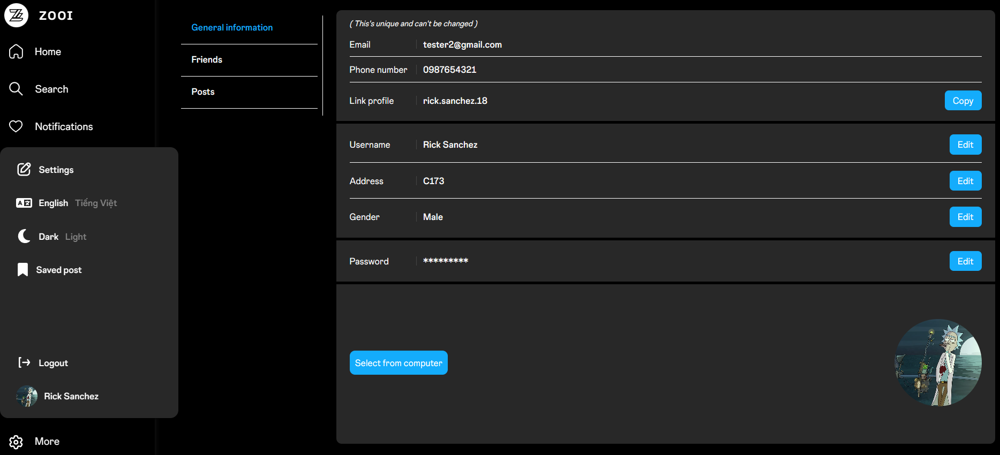 ZOOI
Home
Search
Notifications
Settings
English Tiếng Việt
Dark Light
Saved post
Logout
Rick Sanchez
More
General information
Friends
Posts
( This's unique and can't be changed )
Email tester2@gmail.com
Phone number 0987654321
Link profile rick.sanchez.18 Copy
Username Rick Sanchez Edit
Address C173 Edit
Gender Male Edit
Password ********* Edit
Select from computer